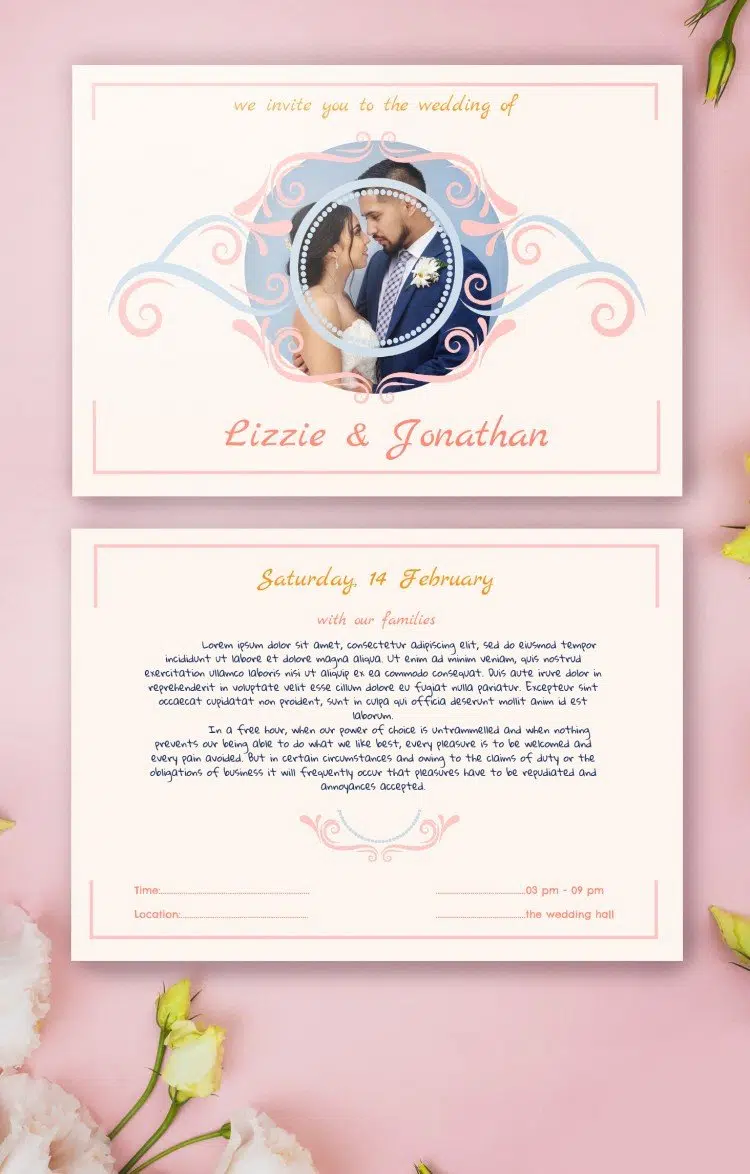 we invite you to the wedding of
Lizzie & Jonathan
Saturday, 14 February
with our families
Lorem ipsum dolor sit amet, consectetur adipiscing elit, sed do eiusmod tempor
incididunt ut labore et dolore magna aliqua. Ut enim ad minim veniam, quis nostrud
exercitation ullamco laboris nisi ut aliquip ex ea commodo consequat. Duis aute irure dolor in
reprehenderit in voluptate velit esse cillum dolore eu fugiat nulla pariatur. Excepteur sint
occaecat cupidatat non proident, sunt in culpa qui officia deserunt mollit anim id est
laborum.
In a free hour, when our power of choice is untrammelled and when nothing
prevents our being able to do what we like best, every pleasure is to be welcomed and
every pain avoided. But in certain circumstances and owing to the claims of duty or the
obligations of business it will frequently occur that pleasures have to be repudiated and
annoyances accepted.
Time:.......................................................... ...................................03 pm - 09 pm
Location:.................................................. ...................................the wedding hall